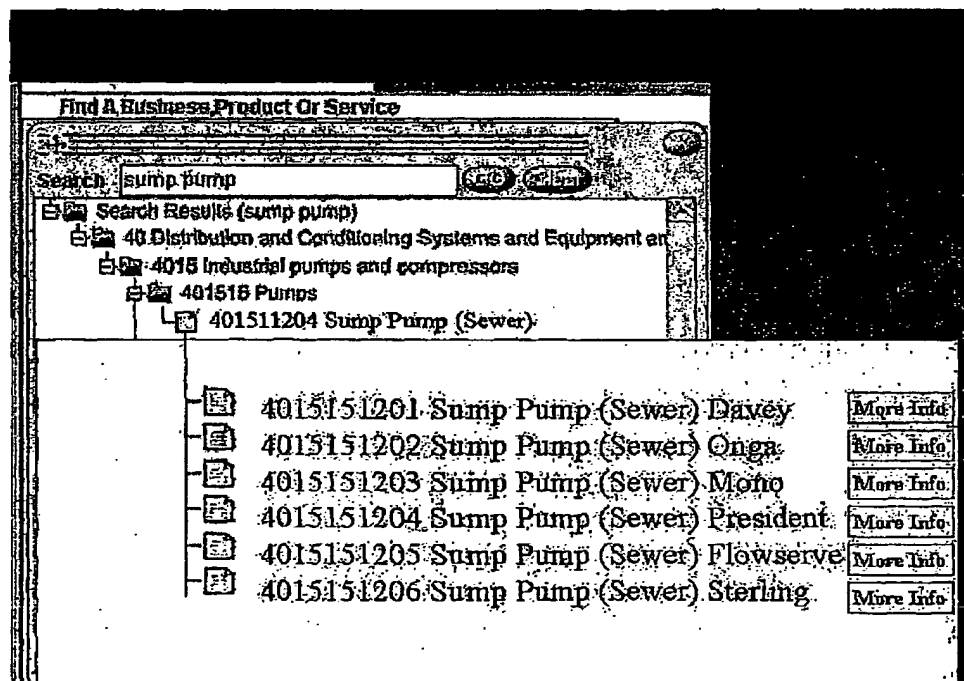 Find A Business,Product Or Service
Search sump pump
Search Results (sump pump)
40 Distribution and Conditioning Systems and Equipment an
4015 Industrial pumps and compressors
401516 Pumps
401511204 Sump Pump (Sewer)
4015151201 Sump Pump (Sewer) Davey More Info
4015151202 Sump Pump (Sewer) Onga More Info
4015151203 Sump Pump (Sewer) Mono More Info
4015151204 Sump Pump (Sewer) President More Info
4015151205 Sump Pump (Sewer) Flowserve More Info
4015151206 Sump Pump (Sewer) Sterling More Info